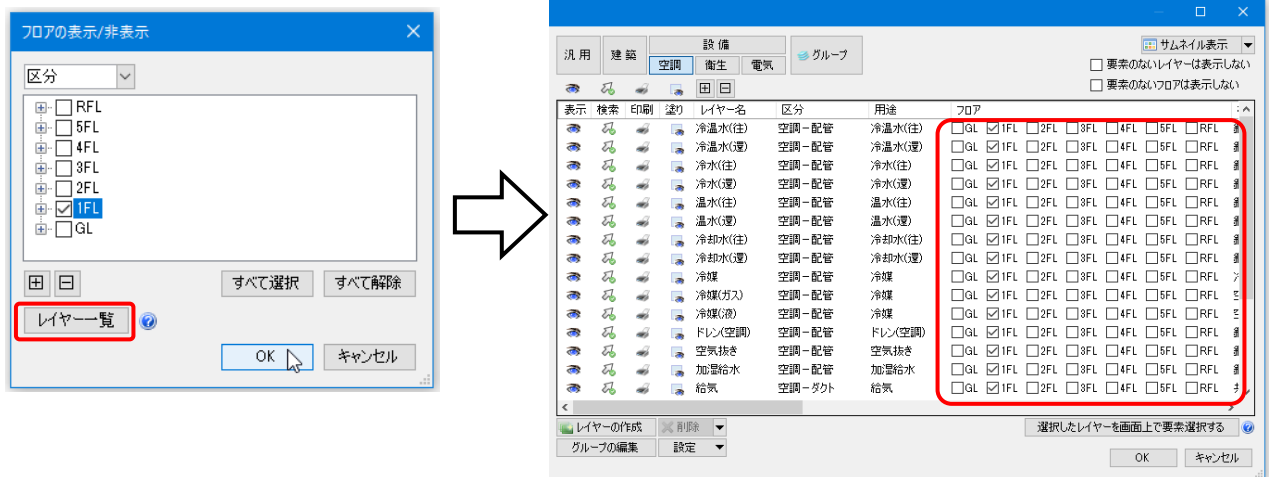 フロアの表示/非表示
区分
RFL
5FL
4FL
3FL
2FL
1FL
GL
すべて選択 すべて解除
レイヤー一覧
OK キャンセル
汎用 建築 設備 グループ サムネイル表示
空調 衛生 電気 要素のないレイヤーは表示しない
要素のないフロアは表示しない
表示 検索 印刷 塗り レイヤー名 区分 用途 フロア
冷温水(往) 空調-配管 冷温水(往) GL 1FL 2FL 3FL 4FL 5FL RFL
冷温水(還) 空調-配管 冷温水(還) GL 1FL 2FL 3FL 4FL 5FL RFL
冷水(往) 空調-配管 冷水(往) GL 1FL 2FL 3FL 4FL 5FL RFL
冷水(還) 空調-配管 冷水(還) GL 1FL 2FL 3FL 4FL 5FL RFL
温水(往) 空調-配管 温水(往) GL 1FL 2FL 3FL 4FL 5FL RFL
温水(還) 空調-配管 温水(還) GL 1FL 2FL 3FL 4FL 5FL RFL
冷却水(往) 空調-配管 冷却水(往) GL 1FL 2FL 3FL 4FL 5FL RFL
冷却水(還) 空調-配管 冷却水(還) GL 1FL 2FL 3FL 4FL 5FL RFL
冷媒 空調-配管 冷媒 GL 1FL 2FL 3FL 4FL 5FL RFL
冷媒(ガス) 空調-配管 冷媒 GL 1FL 2FL 3FL 4FL 5FL RFL
冷媒(液) 空調-配管 冷媒 GL 1FL 2FL 3FL 4FL 5FL RFL
ドレン(空調) 空調-配管 ドレン(空調) GL 1FL 2FL 3FL 4FL 5FL RFL
空気抜き 空調-配管 空気抜き GL 1FL 2FL 3FL 4FL 5FL RFL
加湿給水 空調-配管 加湿給水 GL 1FL 2FL 3FL 4FL 5FL RFL
給気 空調-ダクト 給気 GL 1FL 2FL 3FL 4FL 5FL RFL
レイヤーの作成 削除 選択したレイヤーを画面上で要素選択する
グループの編集 設定
OK キャンセル